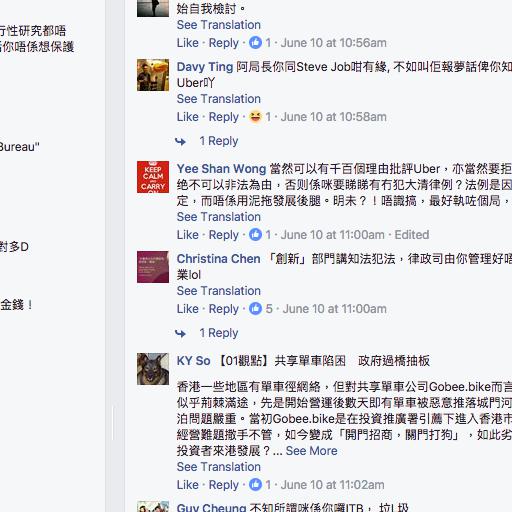 行性研究都唔
你唔係想保護
Bureau"
對多D
金錢！
始自我檢討。
See Translation
Like · Reply · 1 · June 10 at 10:56am
Davy Ting 阿局長你同Steve Job咁有緣, 不如叫佢報夢話俾你知
Uber吖
See Translation
Like · Reply · 1 · June 10 at 10:58am
1 Reply
KEEP
CALM
AND
CARRY
ON
Yee Shan Wong 當然可以有千百個理由批評Uber，亦當然要拒
絶不可以非法為由，否則係咪要睇睇有冇犯大清律例？法例是因
定，而唔係用泥拖發展後腿。明未？！唔識搞，最好執咗個局，
See Translation
Like · Reply · 1 · June 10 at 11:00am · Edited
Christina Chen 「創新」部門講知法犯法，律政司由你管理好唔
業lol
See Translation
Like · Reply · 5 · June 10 at 11:00am
1 Reply
KY So 【01觀點】共享單車陷困　政府過橋抽板
香港一些地區有單車徑網絡，但對共享單車公司Gobee.bike而言
似乎荊棘滿途，先是開始營運後數天即有單車被惡意推落城門河
泊問題嚴重。當初Gobee.bike是在投資推廣署引薦下進入香港市
經營難題撒手不管，如今變成「開門招商，關門打狗」，如此劣
投資者來港發展？... See More
See Translation
Like · Reply · 1 · June 10 at 11:02am
Guy Cheung 不知所謂咪係你囉ITB， 垃圾